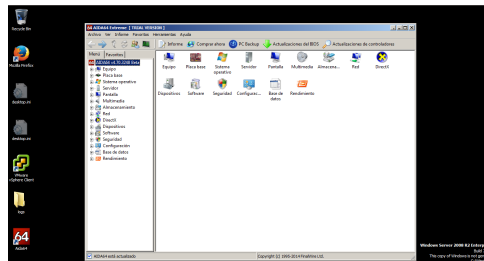 Recycle Bin
Mozilla Firefox
desktop.ini
desktop.ini
VMware vSphere Client
logs
Aida64
AIDA64 Extreme [ TRIAL VERSION ]
Archivo Ver Informe Favoritos Herramientas Ayuda
Informe Comprar ahora PC Backup Actualizaciones del BIOS Actualizaciones de controladores
Menú Favoritos
AIDA64 v4.70.3200 Beta
Equipo
Placa base
Sistema operativo
Servidor
Pantalla
Multimedia
Almacenamiento
Red
DirectX
Dispositivos
Software
Seguridad
Configuración
Base de datos
Rendimiento
Equipo Placa base Sistema operativo Servidor Pantalla Multimedia Almacena... Red DirectX
Dispositivos Software Seguridad Configurac... Base de datos Rendimiento
AIDA64 está actualizado
Copyright (c) 1995-2014 FinalWire Ltd.
Windows Server 2008 R2 Enterp
Build
This copy of Windows is not gen